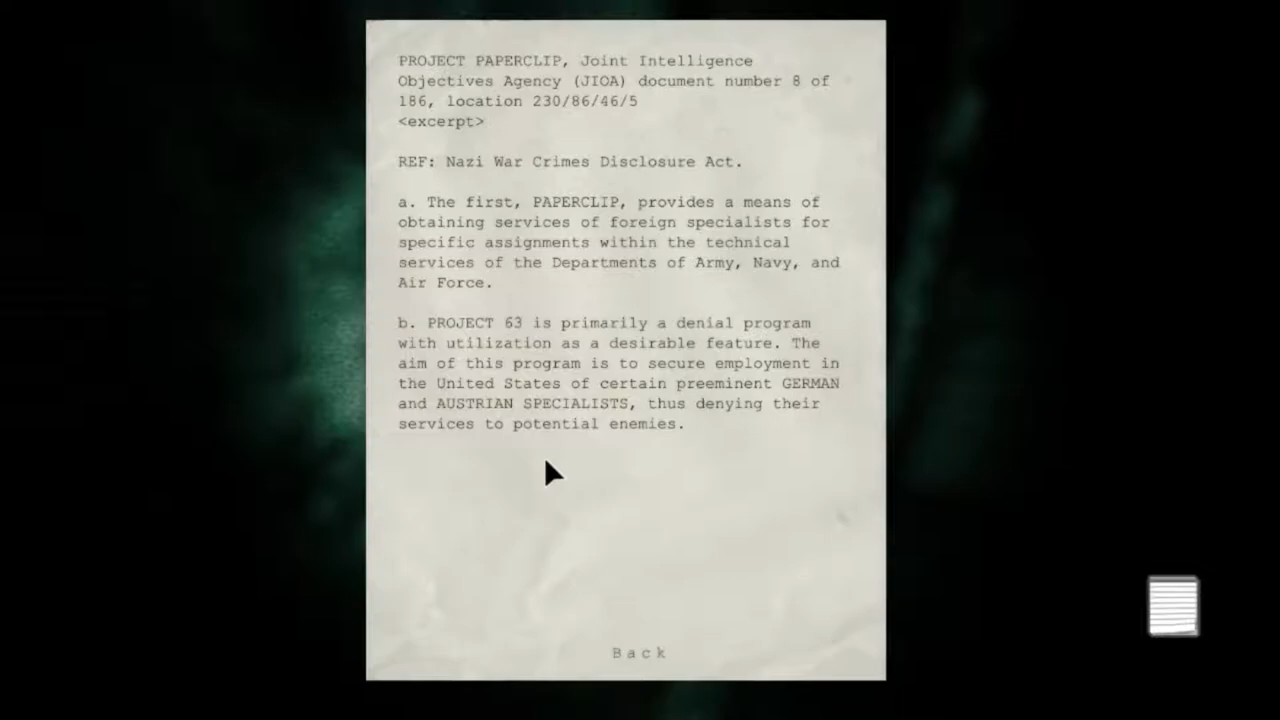 PROJECT PAPERCLIP, Joint Intelligence
Objectives Agency (JIOA) document number 8 of
186, location 230/86/46/5
<excerpt>
REF: Nazi War Crimes Disclosure Act.
a. The first, PAPERCLIP, provides a means of
obtaining services of foreign specialists for
specific assignments within the technical
services of the Departments of Army, Navy, and
Air Force.
b. PROJECT 63 is primarily a denial program
with utilization as a desirable feature. The
aim of this program is to secure employment in
the United States of certain preeminent GERMAN
and AUSTRIAN SPECIALISTS, thus denying their
services to potential enemies.
Back